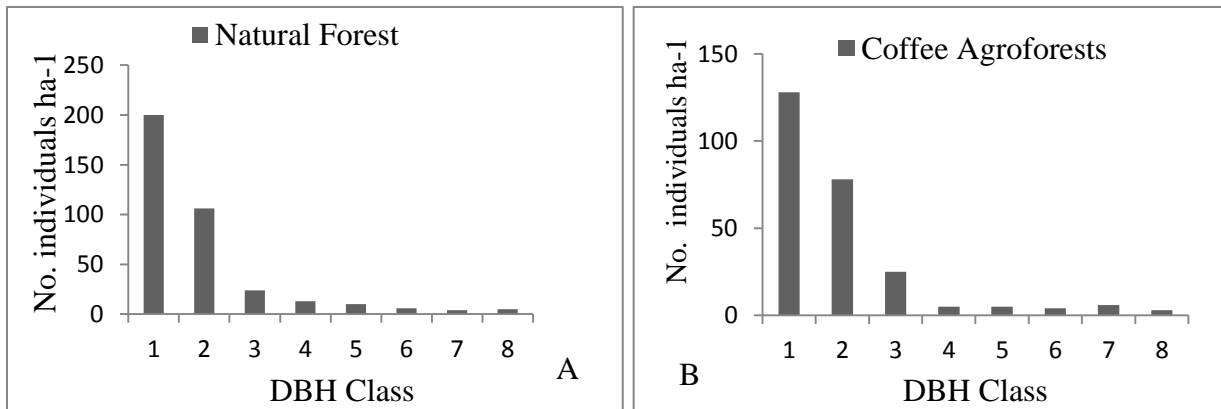 Natural Forest
No. individuals ha-1
250
200
150
100
50
0
1 2 3 4 5 6 7 8
DBH Class
A
Coffee Agroforests
No. individuals ha-1
150
100
50
0
1 2 3 4 5 6 7 8
DBH Class
B